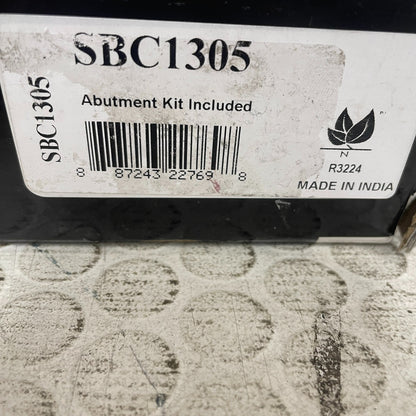 SBC1305
SBC1305
Abutment Kit Included
8 87243 22769 8
N
R3224
MADE IN INDIA